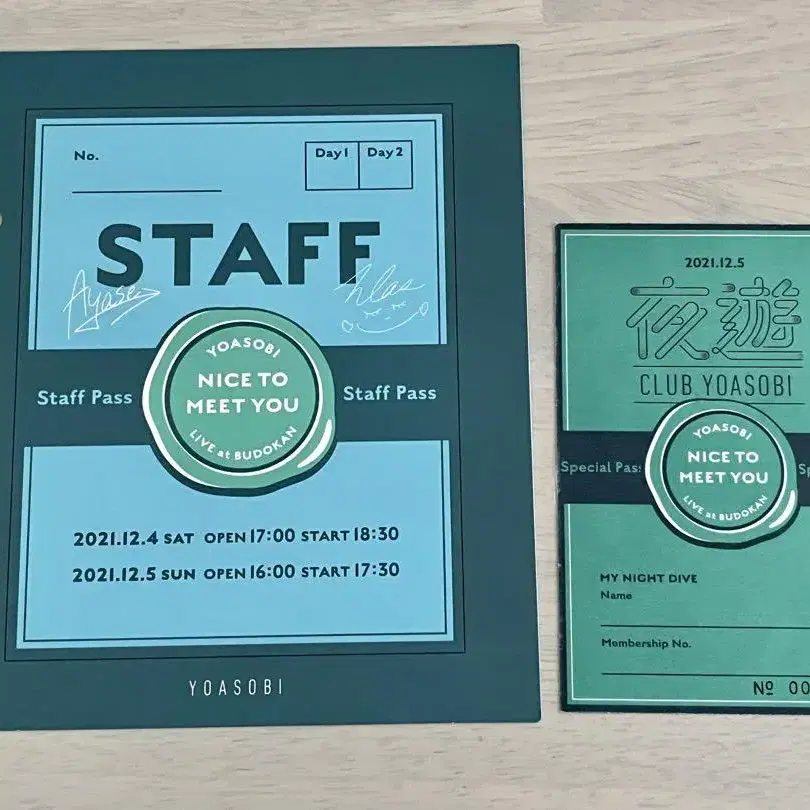 No.
Day1 Day2
STAFF
Ayase
ikura
Staff Pass
YOASOBI
NICE TO
MEET YOU
LIVE at BUDOKAN
Staff Pass
2021.12.4 SAT OPEN 17:00 START 18:30
2021.12.5 SUN OPEN 16:00 START 17:30
YOASOBI
2021.12.5
夜遊
CLUB YOASOBI
Special Pass
YOASOBI
NICE TO
MEET YOU
LIVE at BUDOKAN
Sp
MY NIGHT DIVE
Name
Membership No.
№ 00